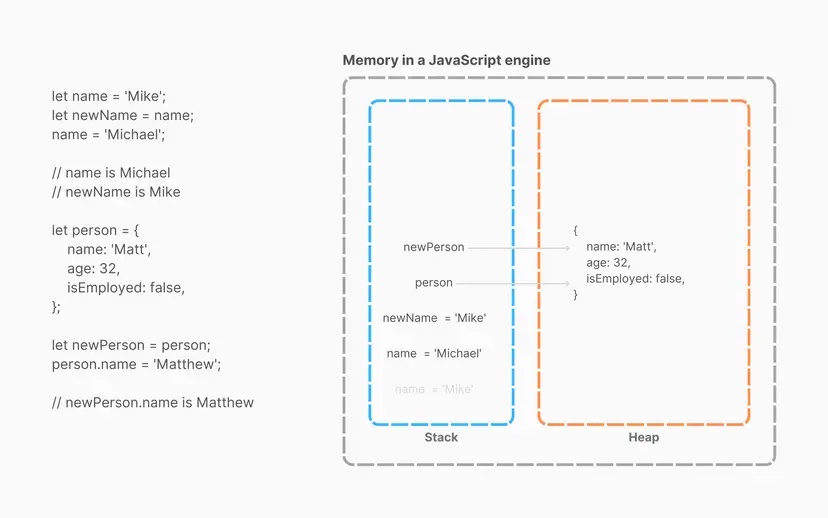 let name = 'Mike';
let newName = name;
name = 'Michael';
// name is Michael
// newName is Mike
let person = {
name: 'Matt',
age: 32,
isEmployed: false,
};
let newPerson = person;
person.name = 'Matthew';
// newPerson.name is Matthew
Memory in a JavaScript engine
newPerson
person
newName = 'Mike'
name = 'Michael'
name = 'Mike'
Stack
{
name: 'Matt',
age: 32,
isEmployed: false,
}
Heap